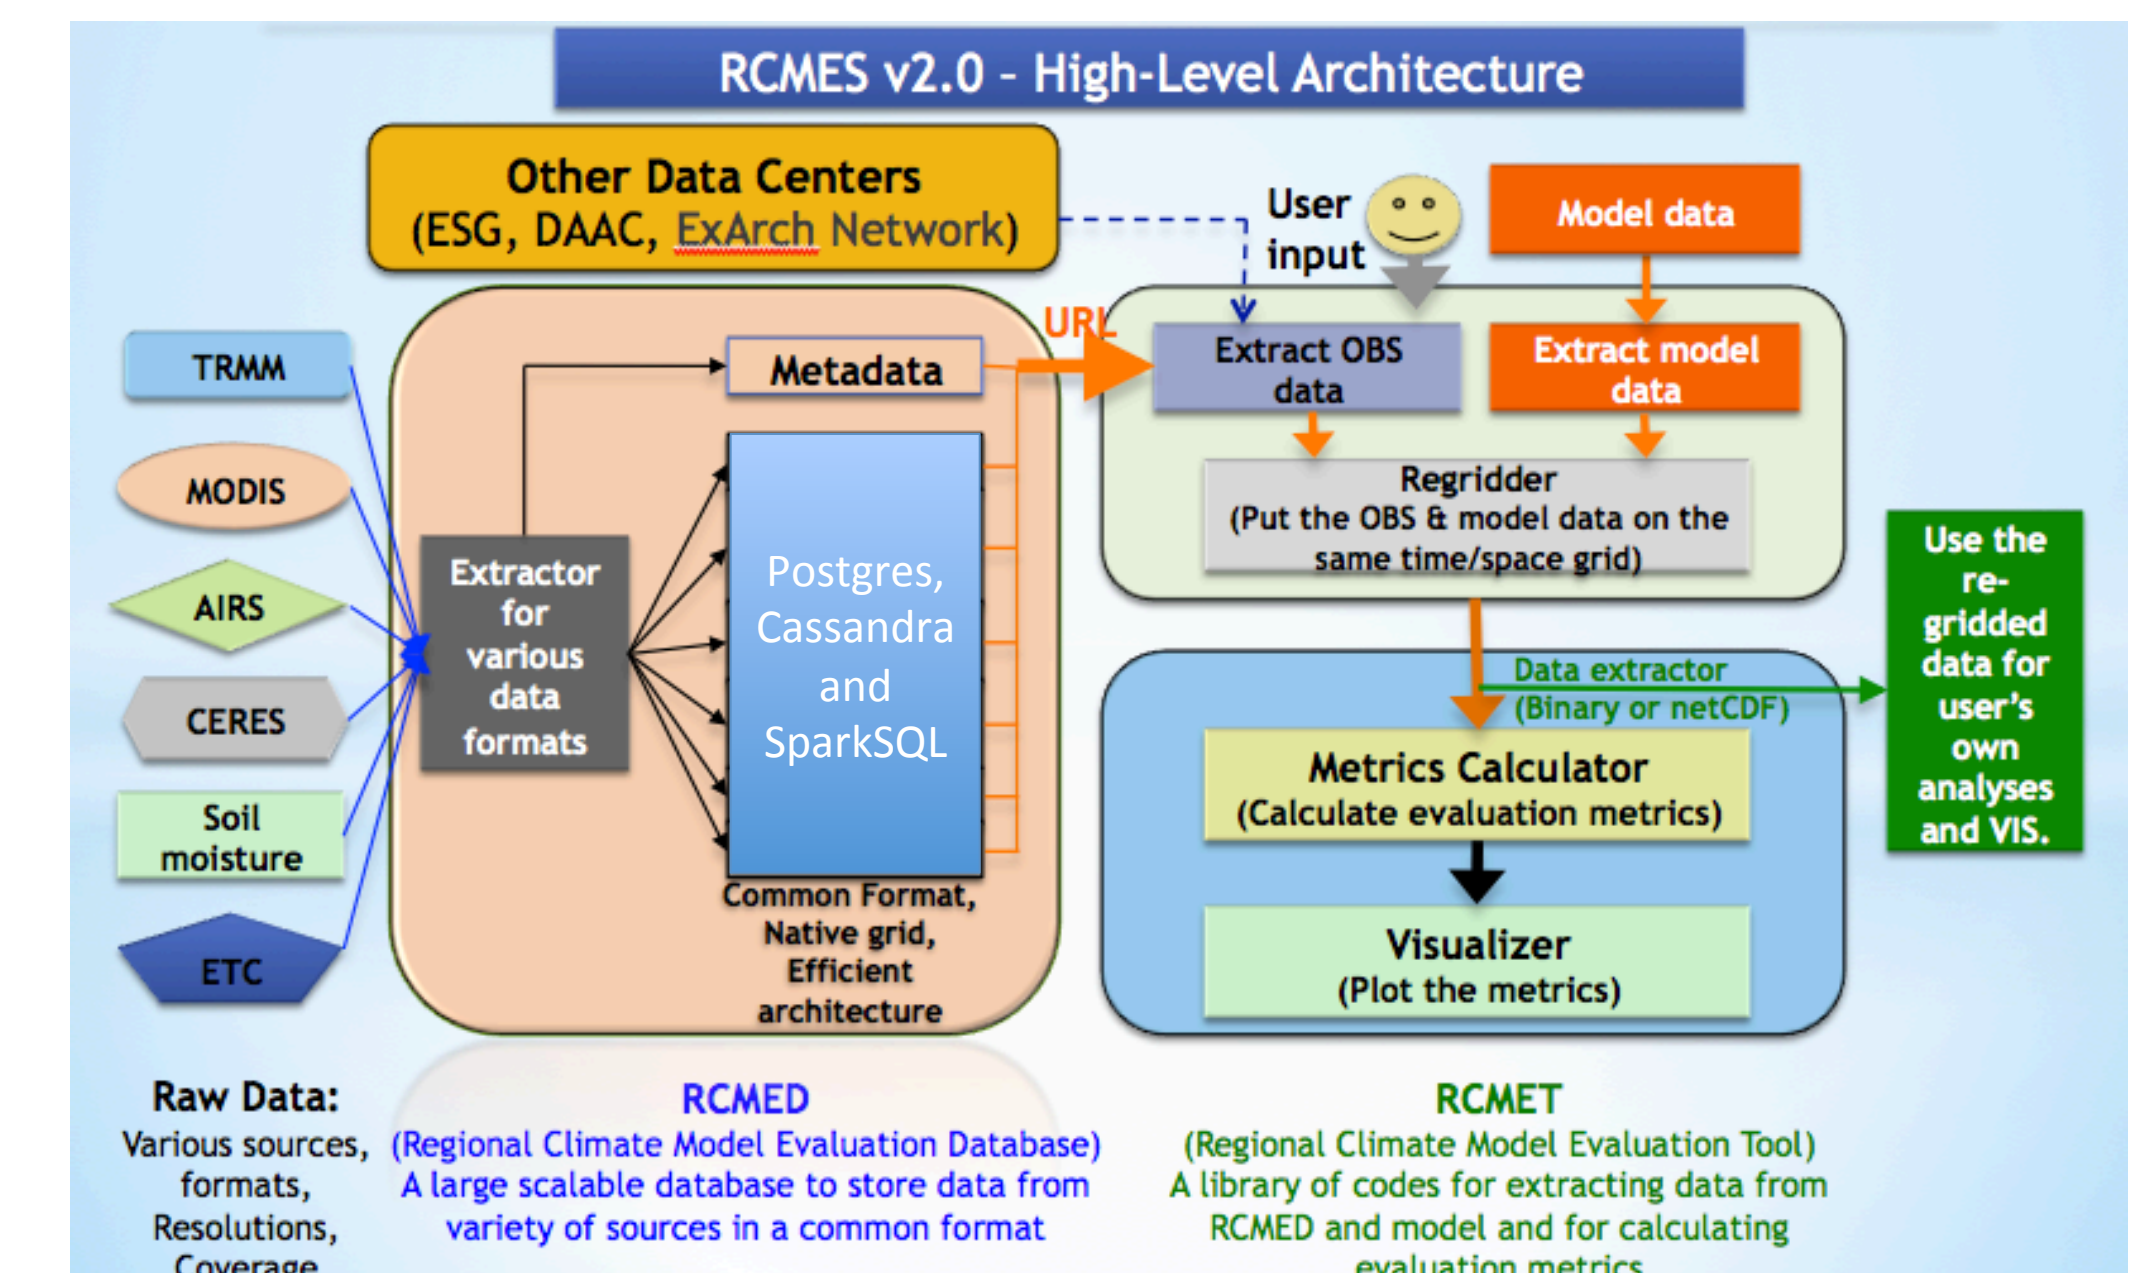 RCMES v2.0 – High-Level Architecture
Other Data Centers
(ESG, DAAC, ExArch Network)
User
input
Model data
TRMM
MODIS
AIRS
CERES
Soil
moisture
ETC
Extractor
for
various
data
formats
Metadata
Postgres,
Cassandra
and
SparkSQL
Common Format,
Native grid,
Efficient
architecture
URL
Extract OBS
data
Extract model
data
Regridder
(Put the OBS & model data on the
same time/space grid)
Data extractor
(Binary or netCDF)
Metrics Calculator
(Calculate evaluation metrics)
Visualizer
(Plot the metrics)
Use the
re-
gridded
data for
user's
own
analyses
and VIS.
Raw Data:
Various sources,
formats,
Resolutions,
Coverage
RCMED
(Regional Climate Model Evaluation Database)
A large scalable database to store data from
variety of sources in a common format
RCMET
(Regional Climate Model Evaluation Tool)
A library of codes for extracting data from
RCMED and model and for calculating
evaluation metrics